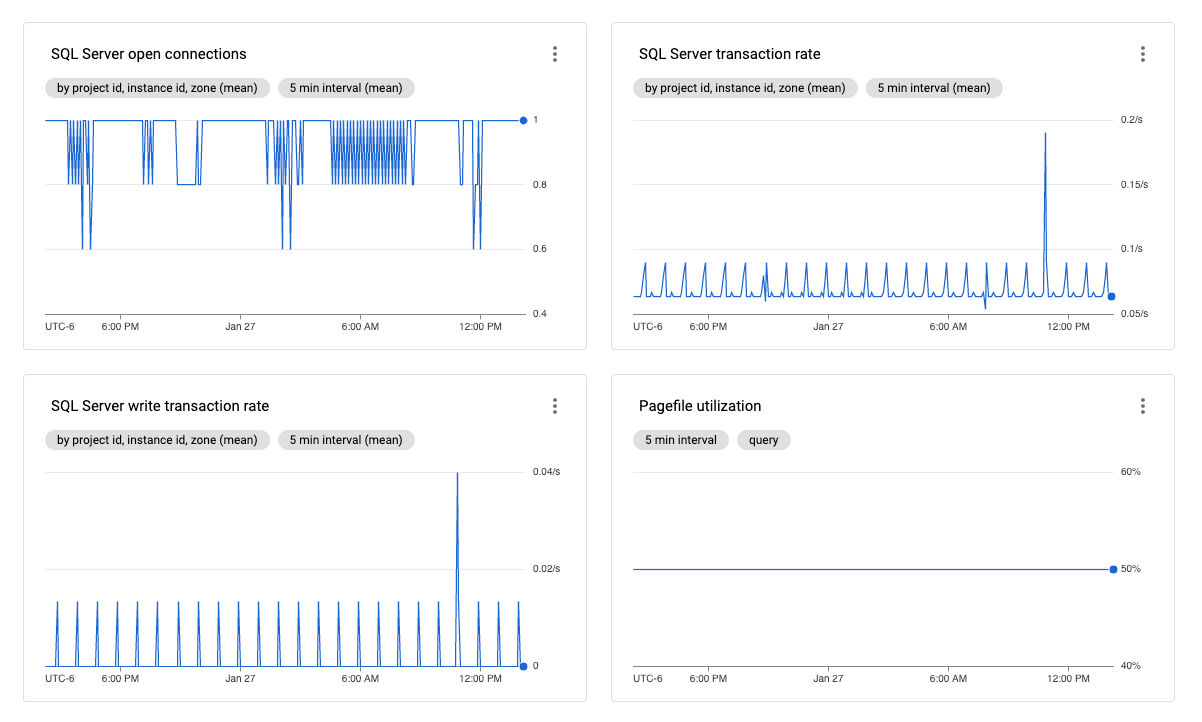 SQL Server open connections
by project id, instance id, zone (mean) 5 min interval (mean)
1
0.8
0.6
0.4
UTC-6 6:00 PM Jan 27 6:00 AM 12:00 PM
SQL Server transaction rate
by project id, instance id, zone (mean) 5 min interval (mean)
0.2/s
0.15/s
0.1/s
0.05/s
UTC-6 6:00 PM Jan 27 6:00 AM 12:00 PM
SQL Server write transaction rate
by project id, instance id, zone (mean) 5 min interval (mean)
0.04/s
0.02/s
0
UTC-6 6:00 PM Jan 27 6:00 AM 12:00 PM
Pagefile utilization
5 min interval query
60%
50%
40%
UTC-6 6:00 PM Jan 27 6:00 AM 12:00 PM